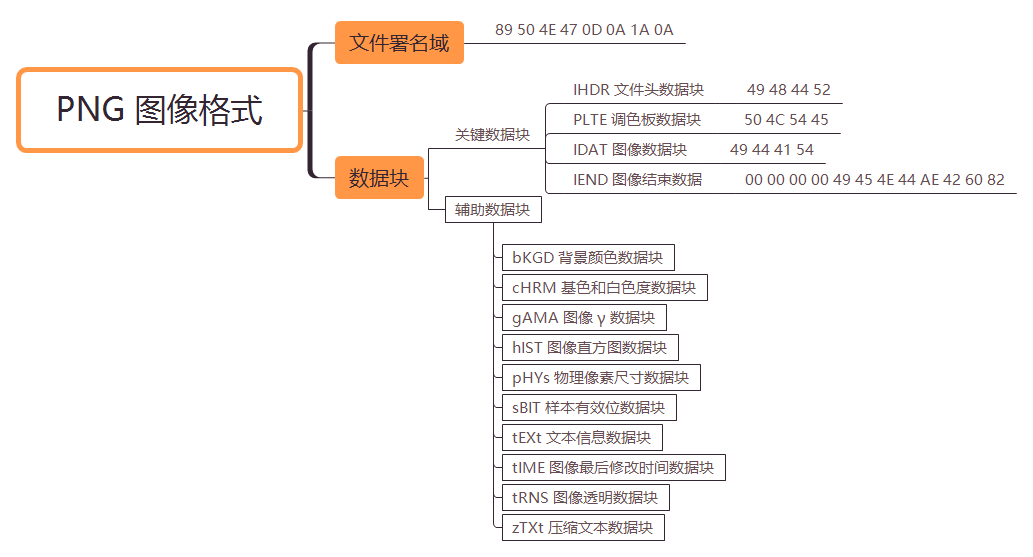 PNG 图像格式
文件署名域
89 50 4E 47 0D 0A 1A 0A
数据块
关键数据块
IHDR 文件头数据块 49 48 44 52
PLTE 调色板数据块 50 4C 54 45
IDAT 图像数据块 49 44 41 54
IEND 图像结束数据 00 00 00 00 49 45 4E 44 AE 42 60 82
辅助数据块
bKGD 背景颜色数据块
cHRM 基色和白色度数据块
gAMA 图像 γ 数据块
hIST 图像直方图数据块
pHYs 物理像素尺寸数据块
sBIT 样本有效位数据块
tEXt 文本信息数据块
tIME 图像最后修改时间数据块
tRNS 图像透明数据块
zTXt 压缩文本数据块